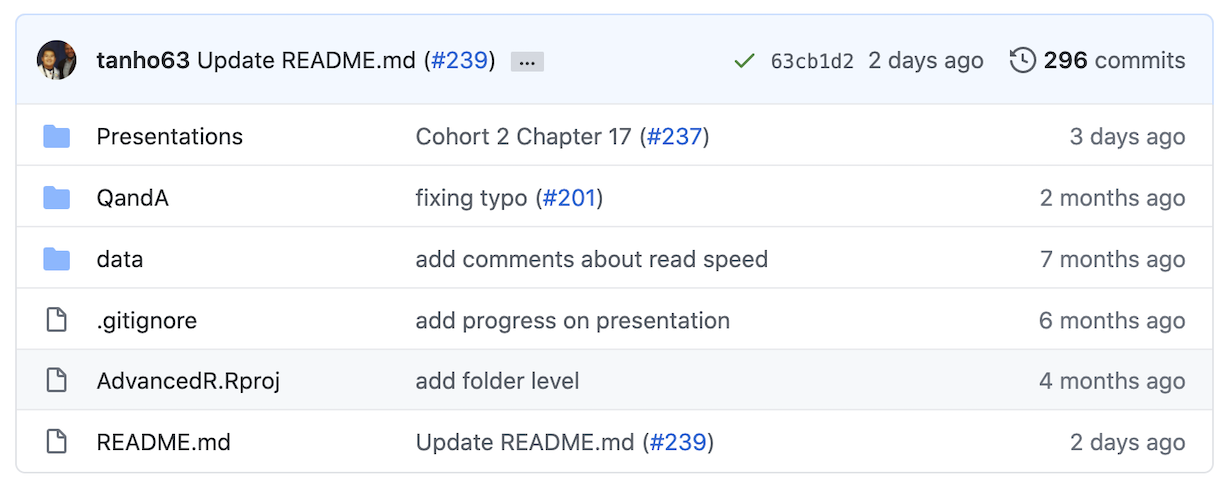 tanho63 Update README.md (#239) ... 63cb1d2 2 days ago 296 commits
Presentations Cohort 2 Chapter 17 (#237) 3 days ago
QandA fixing typo (#201) 2 months ago
data add comments about read speed 7 months ago
.gitignore add progress on presentation 6 months ago
AdvancedR.Rproj add folder level 4 months ago
README.md Update README.md (#239) 2 days ago